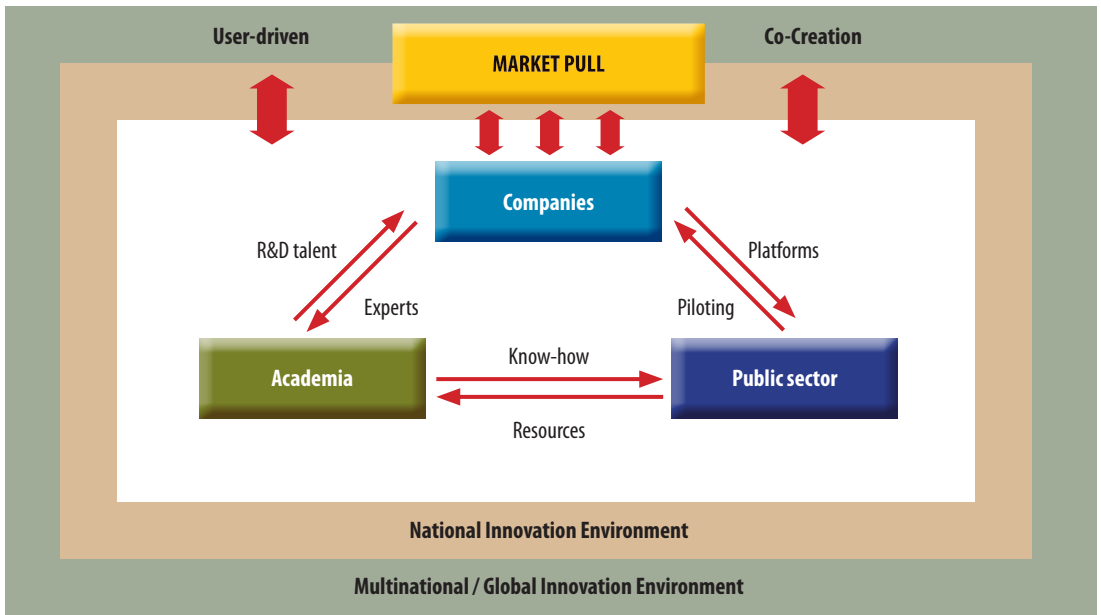 User-driven
Co-Creation
MARKET PULL
Companies
R&D talent
Platforms
Experts
Piloting
Academia
Know-how
Public sector
Resources
National Innovation Environment
Multinational / Global Innovation Environment